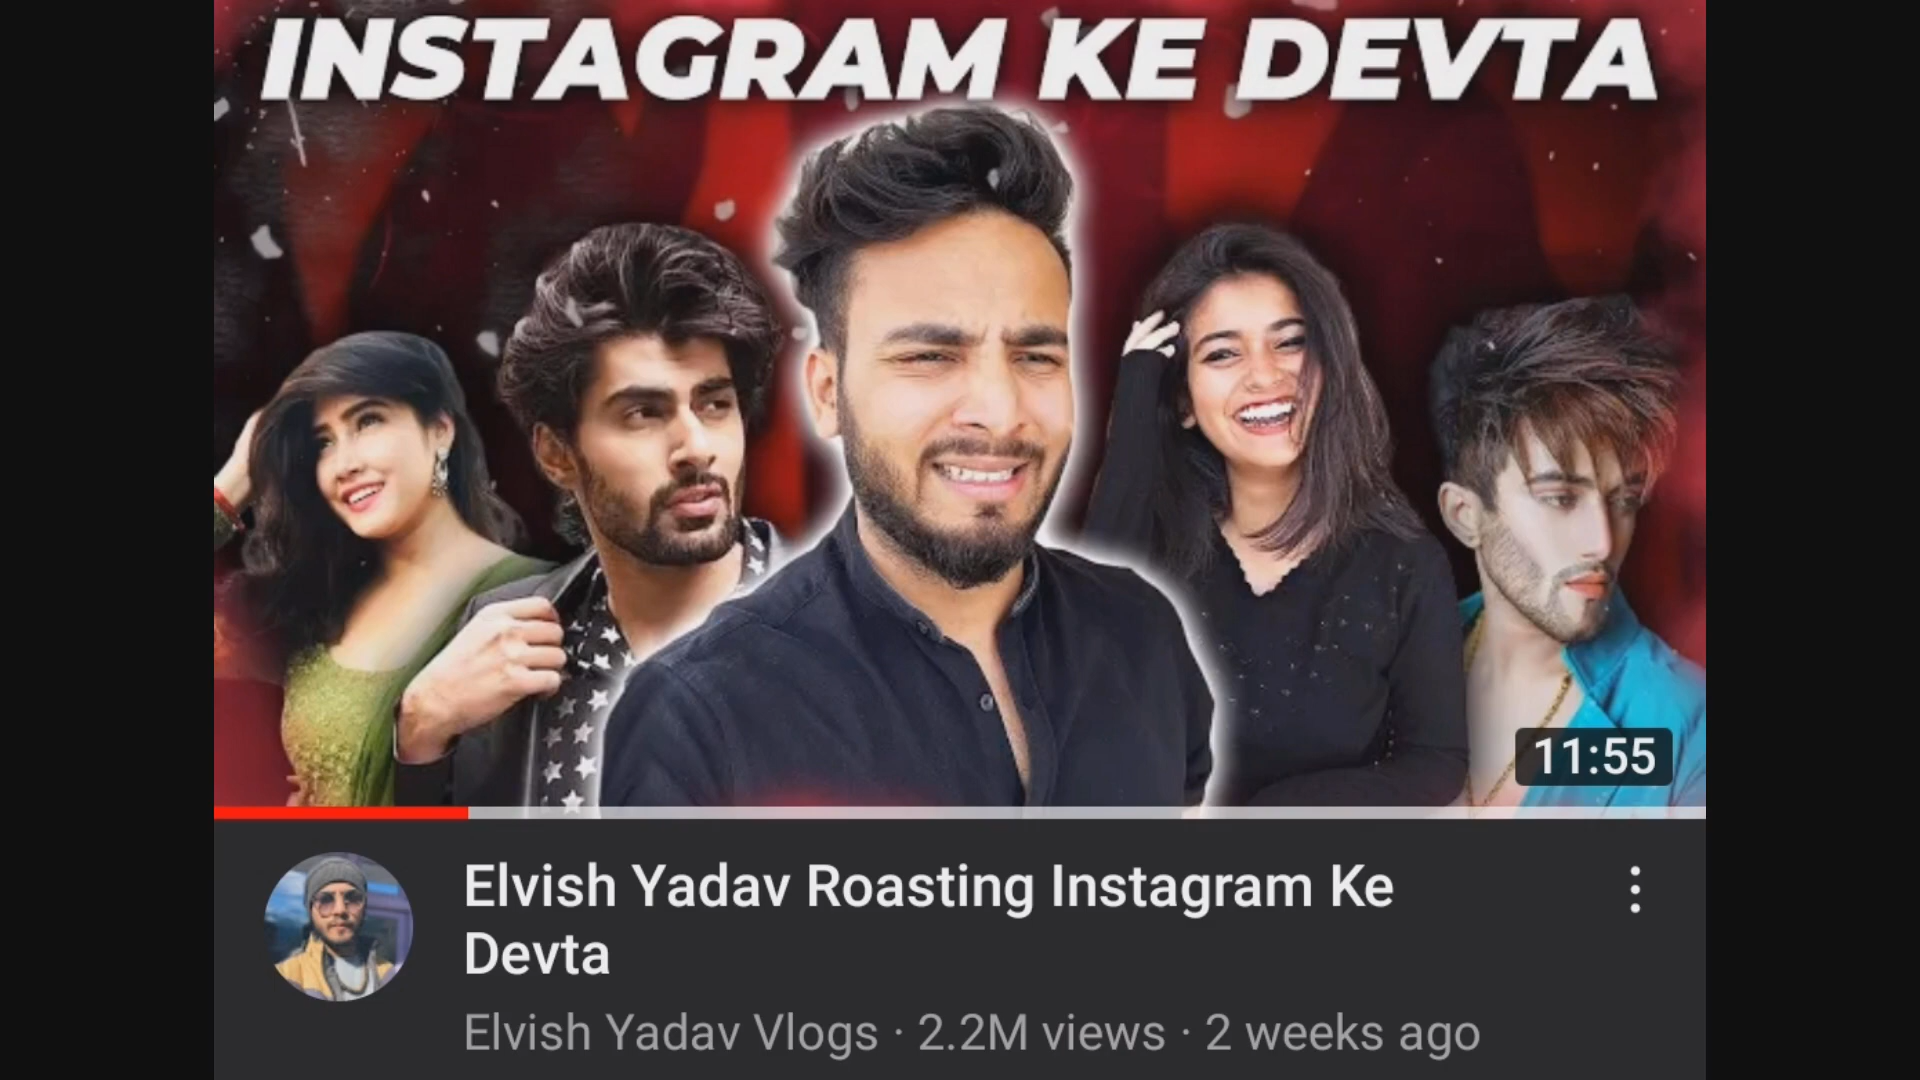 INSTAGRAM KE DEVTA
11:55
Elvish Yadav Roasting Instagram Ke
Devta
Elvish Yadav Vlogs · 2.2M views · 2 weeks ago